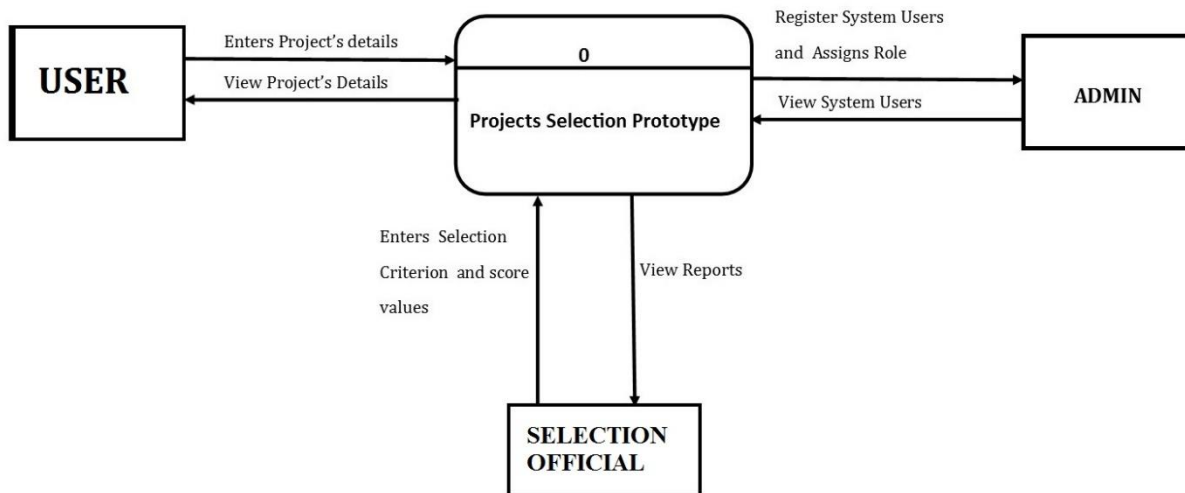 USER
Enters Project's details
View Project's Details
0
Projects Selection Prototype
Register System Users
and Assigns Role
View System Users
ADMIN
Enters Selection
Criterion and score
values
View Reports
SELECTION
OFFICIAL